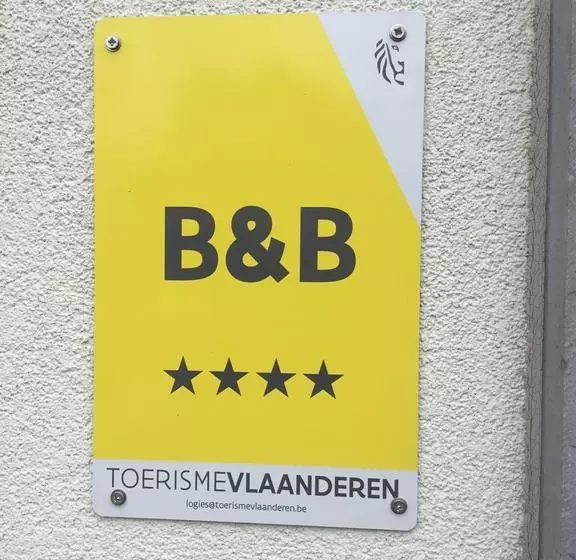 B&B
★★★★
TOERISMEVLAANDEREN
logies@toerismevlaanderen.be